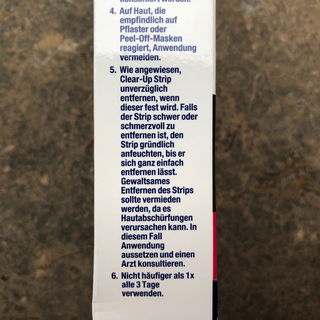 konsultiert werden.
4. Auf Haut, die
empfindlich auf
Pflaster oder
Peel-Off-Masken
reagiert, Anwendung
vermeiden.
5. Wie angewiesen,
Clear-Up Strip
unverzüglich
entfernen, wenn
dieser fest wird. Falls
der Strip schwer oder
schmerzvoll zu
entfernen ist, den
Strip gründlich
anfeuchten, bis er
sich ganz einfach
entfernen lässt.
Gewaltsames
Entfernen des Strips
sollte vermieden
werden, da es
Hautabschürfungen
verursachen kann. In
diesem Fall
Anwendung
aussetzen und einen
Arzt konsultieren.
6. Nicht häufiger als 1x
alle 3 Tage
verwenden.